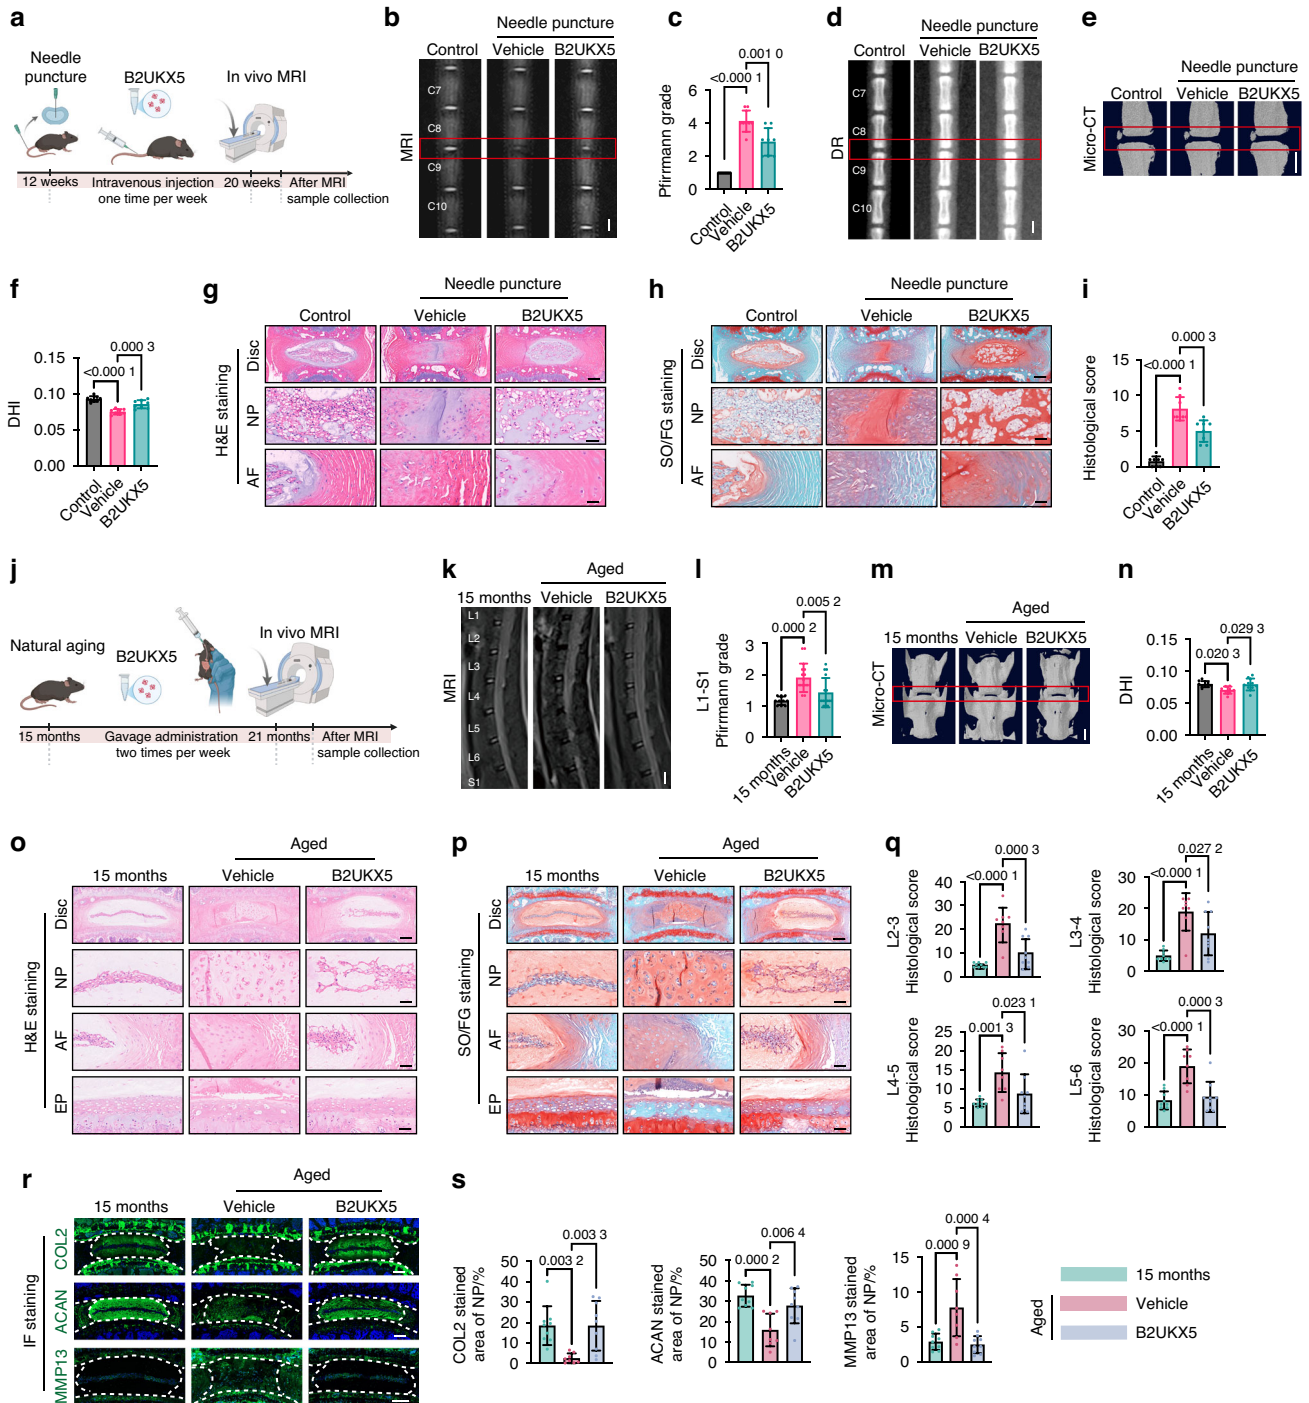 a
Needle
puncture
B2UKX5
In vivo MRI
12 weeks
Intravenous injection
one time per week
20 weeks
After MRI
sample collection
b
Needle puncture
Control
Vehicle
B2UKX5
MRI
C7
C8
C9
C10
c
0.001 0
<0.000 1
Pfirrmann grade
6
4
2
0
Control
Vehicle
B2UKX5
d
Needle puncture
Control
Vehicle
B2UKX5
DR
C7
C8
C9
C10
e
Needle puncture
Control
Vehicle
B2UKX5
Micro-CT
f
0.000 3
<0.000 1
DHI
0.15
0.10
0.05
0.00
Control
Vehicle
B2UKX5
g
Needle puncture
Control
Vehicle
B2UKX5
H&E staining
Disc
NP
AF
h
Needle puncture
Control
Vehicle
B2UKX5
SO/FG staining
Disc
NP
AF
i
0.000 3
<0.000 1
Histological score
15
10
5
0
Control
Vehicle
B2UKX5
j
Natural aging
B2UKX5
In vivo MRI
15 months
Gavage administration
two times per week
21 months
After MRI
sample collection
k
Aged
15 months
Vehicle
B2UKX5
MRI
L1
L2
L3
L4
L5
L6
S1
l
0.005 2
0.000 2
L1-S1
Pfirrmann grade
3
2
1
0
15 months
Vehicle
B2UKX5
m
Aged
15 months
Vehicle
B2UKX5
Micro-CT
n
0.029 3
0.020 3
DHI
0.15
0.10
0.05
0.00
15 months
Vehicle
B2UKX5
o
Aged
15 months
Vehicle
B2UKX5
H&E staining
Disc
NP
AF
EP
p
Aged
15 months
Vehicle
B2UKX5
SO/FG staining
Disc
NP
AF
EP
q
0.000 3
<0.000 1
L2-3
Histological score
40
30
20
10
0
0.027 2
<0.000 1
L3-4
Histological score
30
20
10
0
0.023 1
0.001 3
L4-5
Histological score
25
20
15
10
5
0
0.000 3
<0.000 1
L5-6
Histological score
30
20
10
0
r
Aged
15 months
Vehicle
B2UKX5
IF staining
COL2
ACAN
MMP13
s
0.003 3
0.003 2
COL2 stained
area of NP/%
50
40
30
20
10
0
0.006 4
0.000 2
ACAN stained
area of NP/%
50
40
30
20
10
0
0.000 4
0.000 9
MMP13 stained
area of NP/%
15
10
5
0
15 months
Aged
Vehicle
B2UKX5